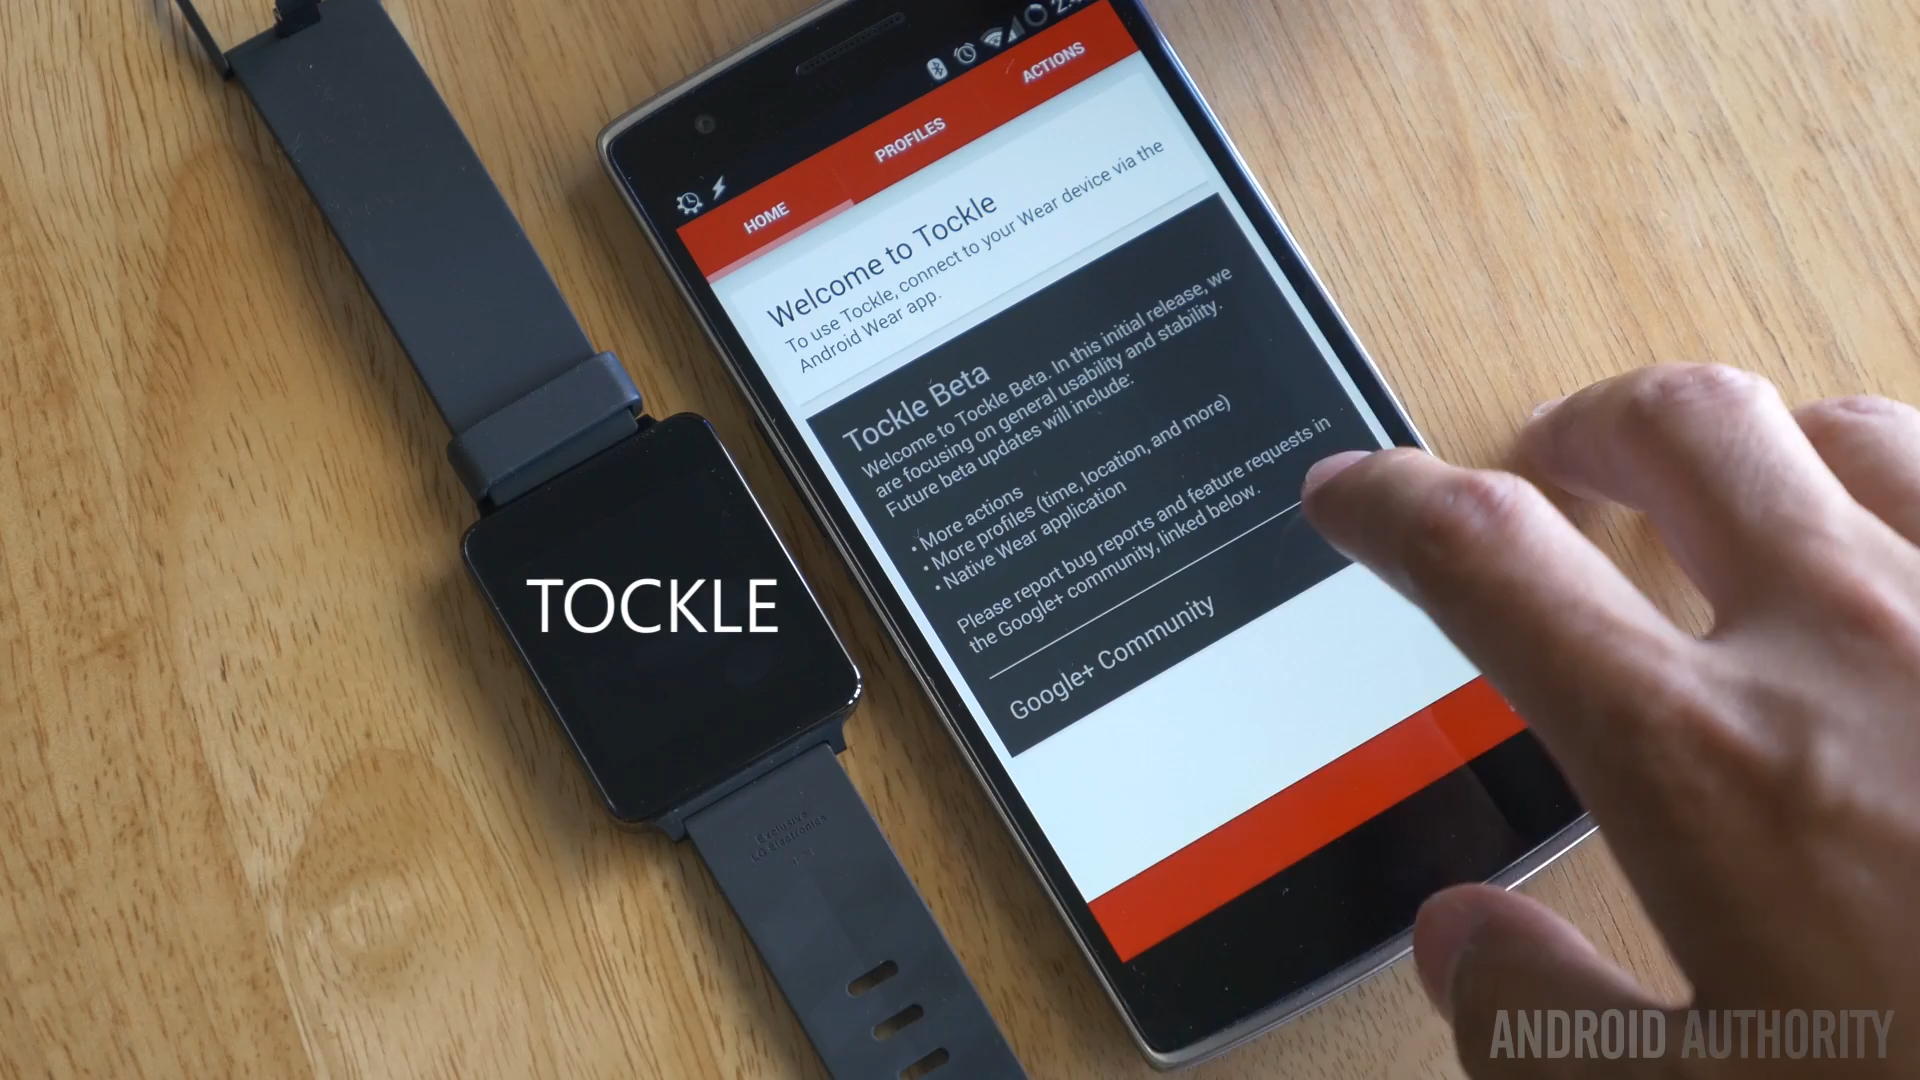 HOME
PROFILES
ACTIONS
Welcome to Tockle
To use Tockle, connect to your Wear device via the
Android Wear app.
Tockle Beta
Welcome to Tockle Beta. In this initial release, we
are focusing on general usability and stability.
Future beta updates will include:
• More actions
• More profiles (time, location, and more)
• Native Wear application
Please report bug reports and feature requests in
the Google+ community, linked below.
Google+ Community
TOCKLE
Exclusive
LG Electronics
ANDROID AUTHORITY